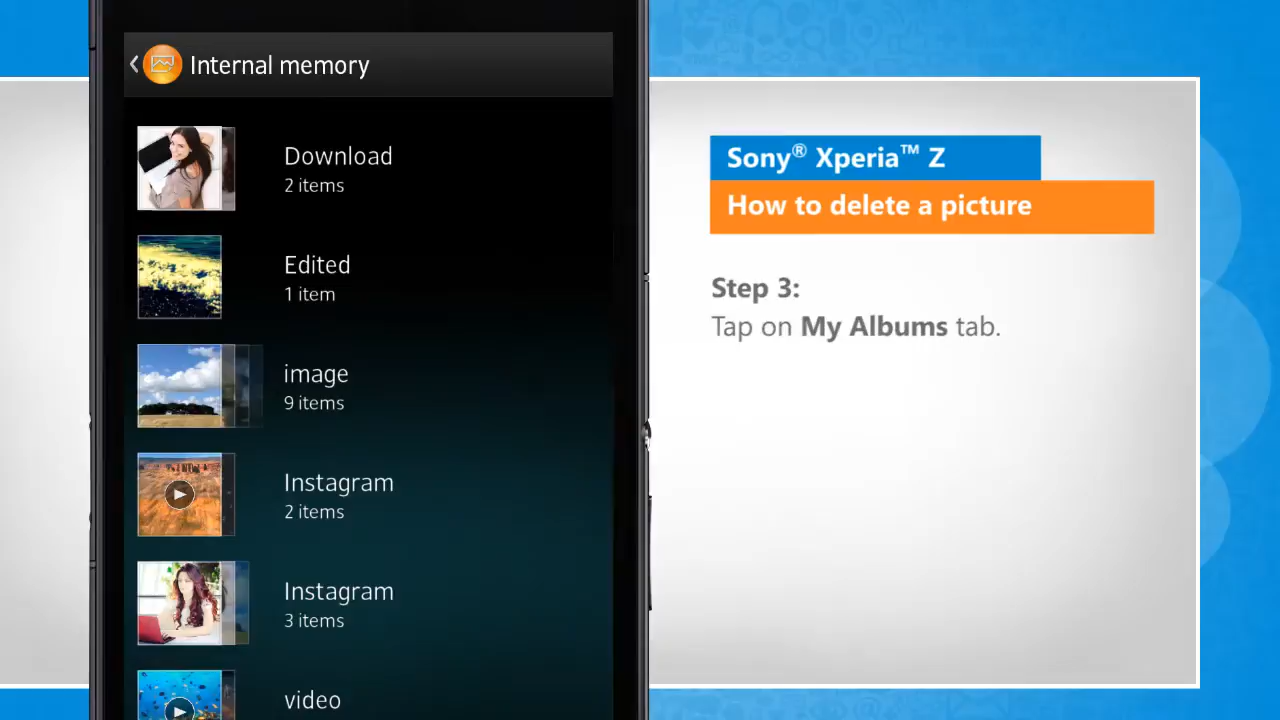 Internal memory
Download
2 items
Edited
1 item
image
9 items
Instagram
2 items
Instagram
3 items
video
Sony® Xperia™ Z
How to delete a picture
Step 3:
Tap on My Albums tab.